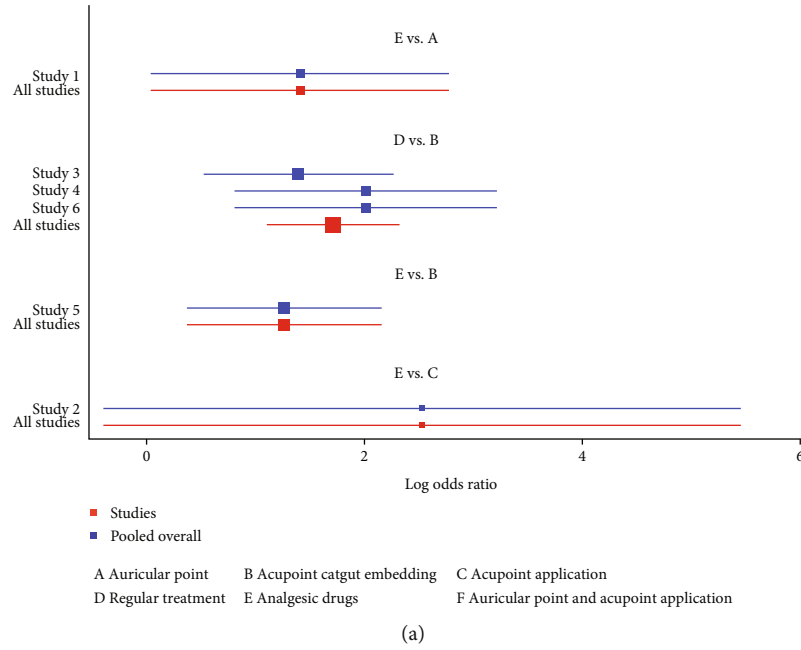 E vs. A
Study 1
All studies
D vs. B
Study 3
Study 4
Study 6
All studies
E vs. B
Study 5
All studies
E vs. C
Study 2
All studies
0 2 4 6
Log odds ratio
Studies
Pooled overall
A Auricular point B Acupoint catgut embedding C Acupoint application
D Regular treatment E Analgesic drugs F Auricular point and acupoint application
(a)